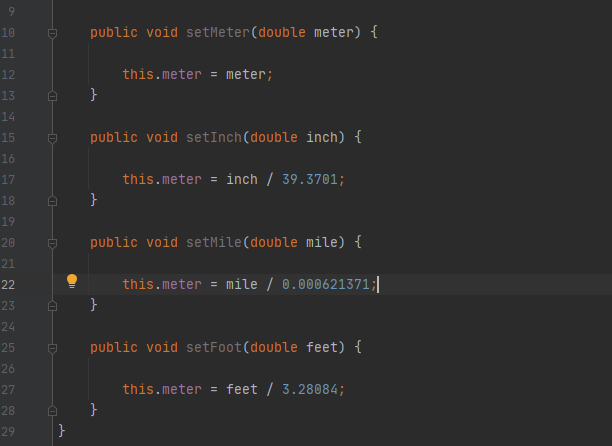 9
10 public void setMeter(double meter) {
11
12 this.meter = meter;
13 }
14
15 public void setInch(double inch) {
16
17 this.meter = inch / 39.3701;
18 }
19
20 public void setMile(double mile) {
21
22 this.meter = mile / 0.000621371;
23 }
24
25 public void setFoot(double feet) {
26
27 this.meter = feet / 3.28084;
28 }
29 }